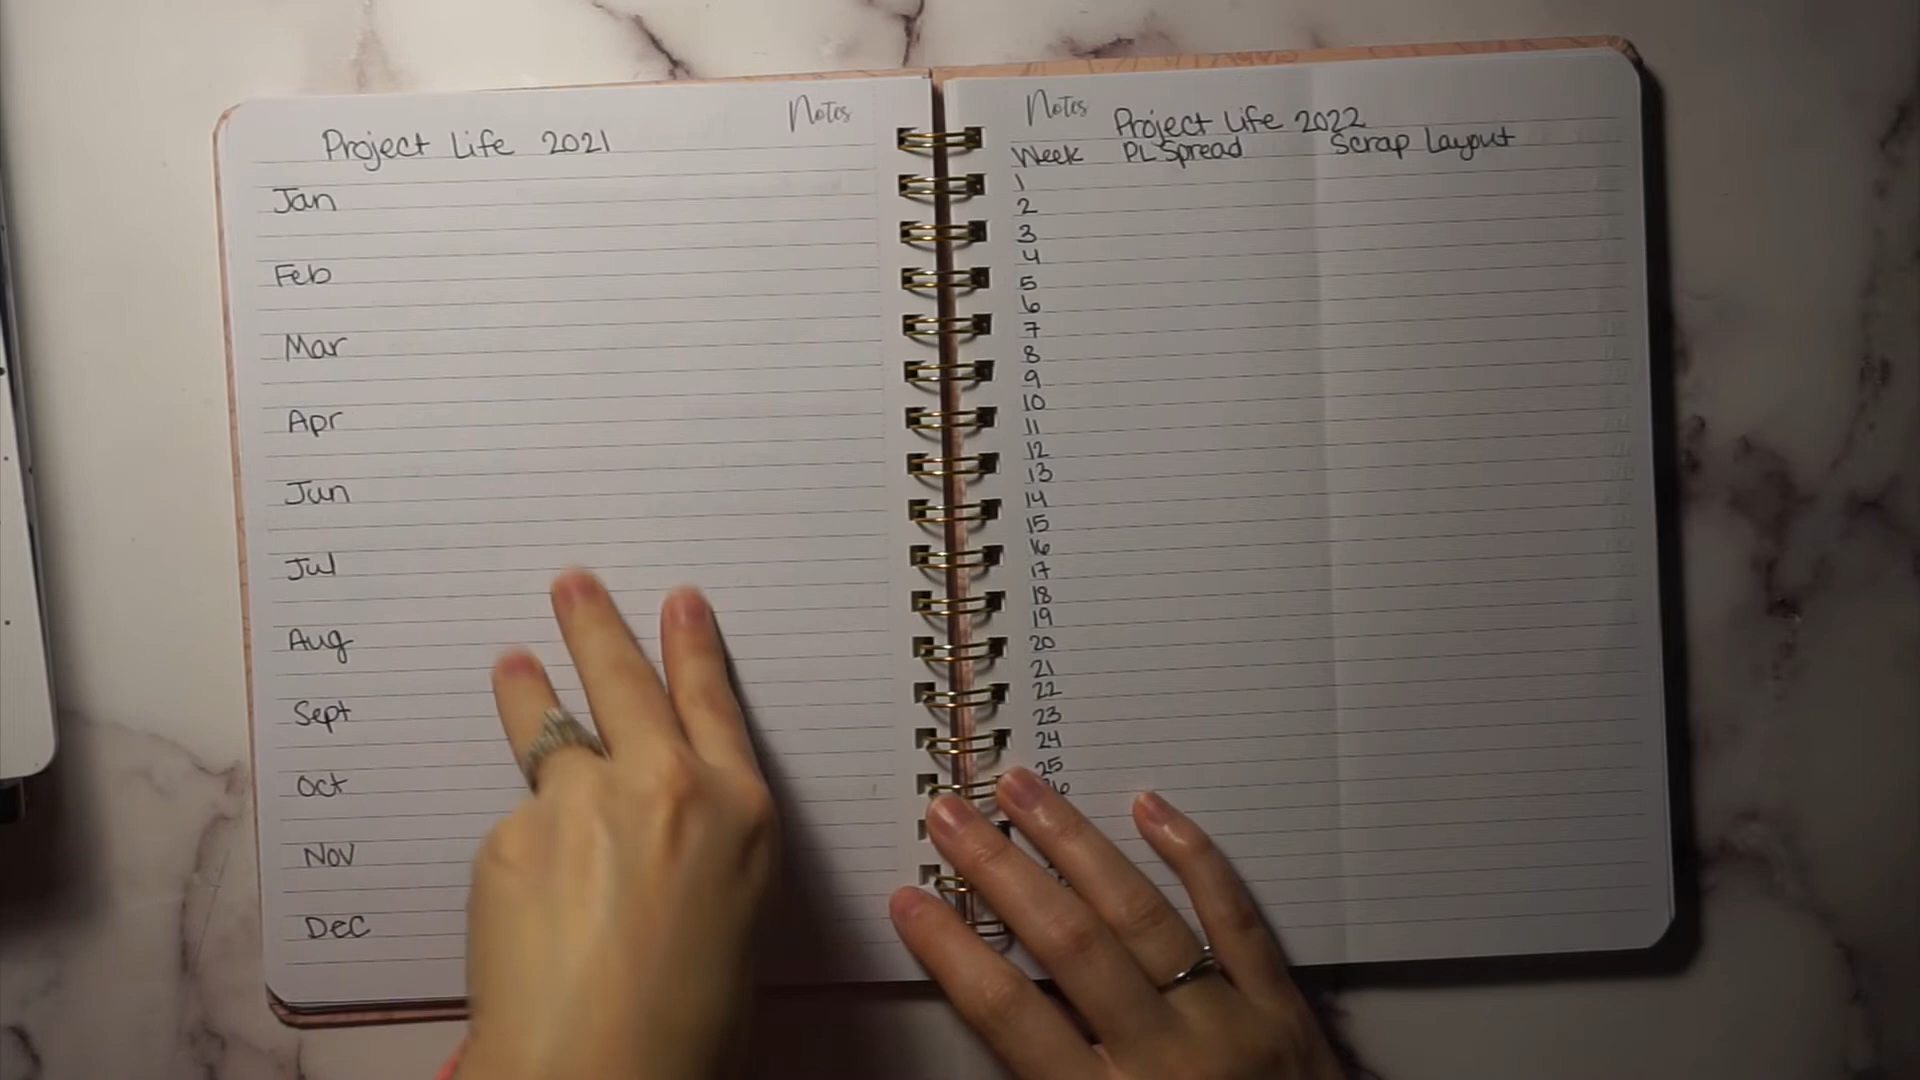 Notes
Project Life 2021
Jan
Feb
Mar
Apr
Jun
Jul
Aug
Sept
Oct
Nov
Dec
Notes
Project Life 2022
Week PL Spread Scrap Layout
1
2
3
4
5
6
7
8
9
10
11
12
13
14
15
16
17
18
19
20
21
22
23
24
25